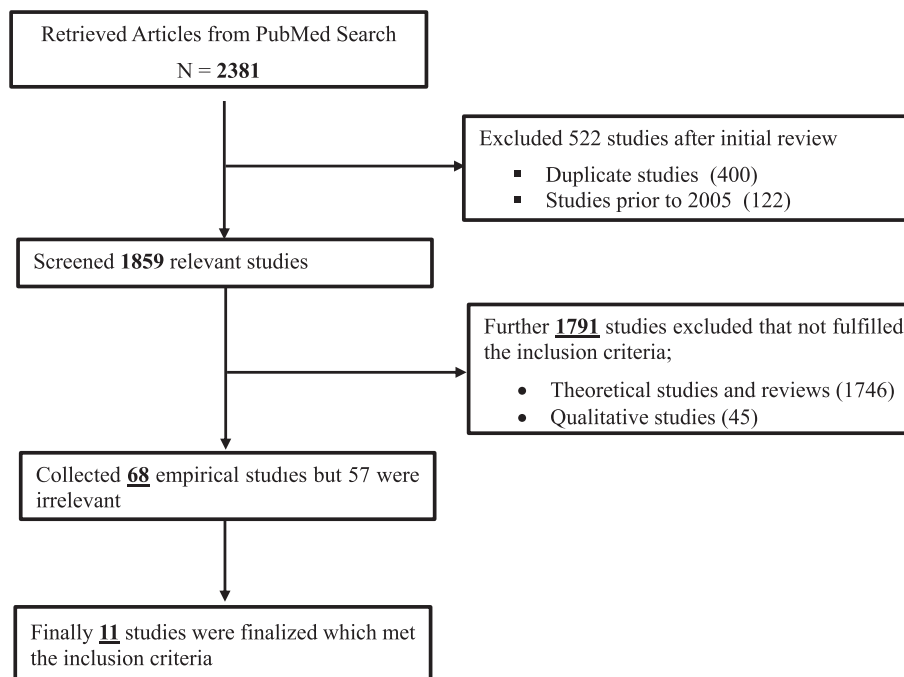 Retrieved Articles from PubMed Search
N = 2381
Excluded 522 studies after initial review
▪ Duplicate studies (400)
▪ Studies prior to 2005 (122)
Screened 1859 relevant studies
Further 1791 studies excluded that not fulfilled
the inclusion criteria;
• Theoretical studies and reviews (1746)
• Qualitative studies (45)
Collected 68 empirical studies but 57 were
irrelevant
Finally 11 studies were finalized which met
the inclusion criteria